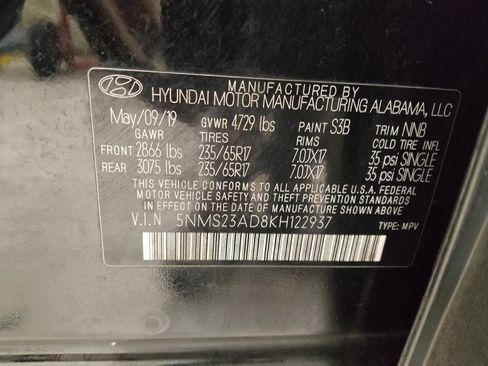 MANUFACTURED BY
HYUNDAI MOTOR MANUFACTURING ALABAMA, LLC
May/09/19 GVWR 4729 lbs PAINT S3B TRIM NNB
GAWR TIRES RIMS COLD TIRE INFL
FRONT 2866 lbs 235/65R17 7.0JX17 35 psi SINGLE
REAR 3075 lbs 235/65R17 7.0JX17 35 psi SINGLE
THIS VEHICLE CONFORMS TO ALL APPLICABLE U.S.A. FEDERAL
MOTOR VEHICLE SAFETY AND THEFT PREVENTION STANDARDS
IN EFFECT ON THE DATE OF MANUFACTURE SHOWN ABOVE.
V.I.N 5NMS23AD8KH122937 TYPE: MPV